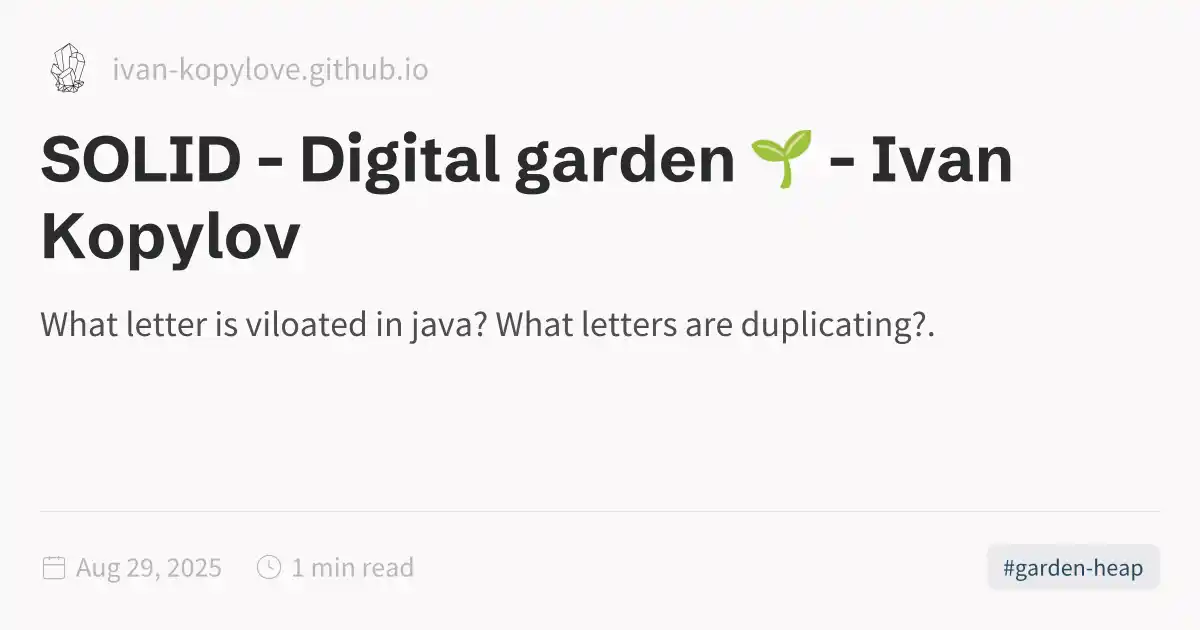 ivan-kopylove.github.io
SOLID - Digital garden 🌱 - Ivan
Kopylov
What letter is viloated in java? What letters are duplicating?.
Aug 29, 2025
1 min read
#garden-heap